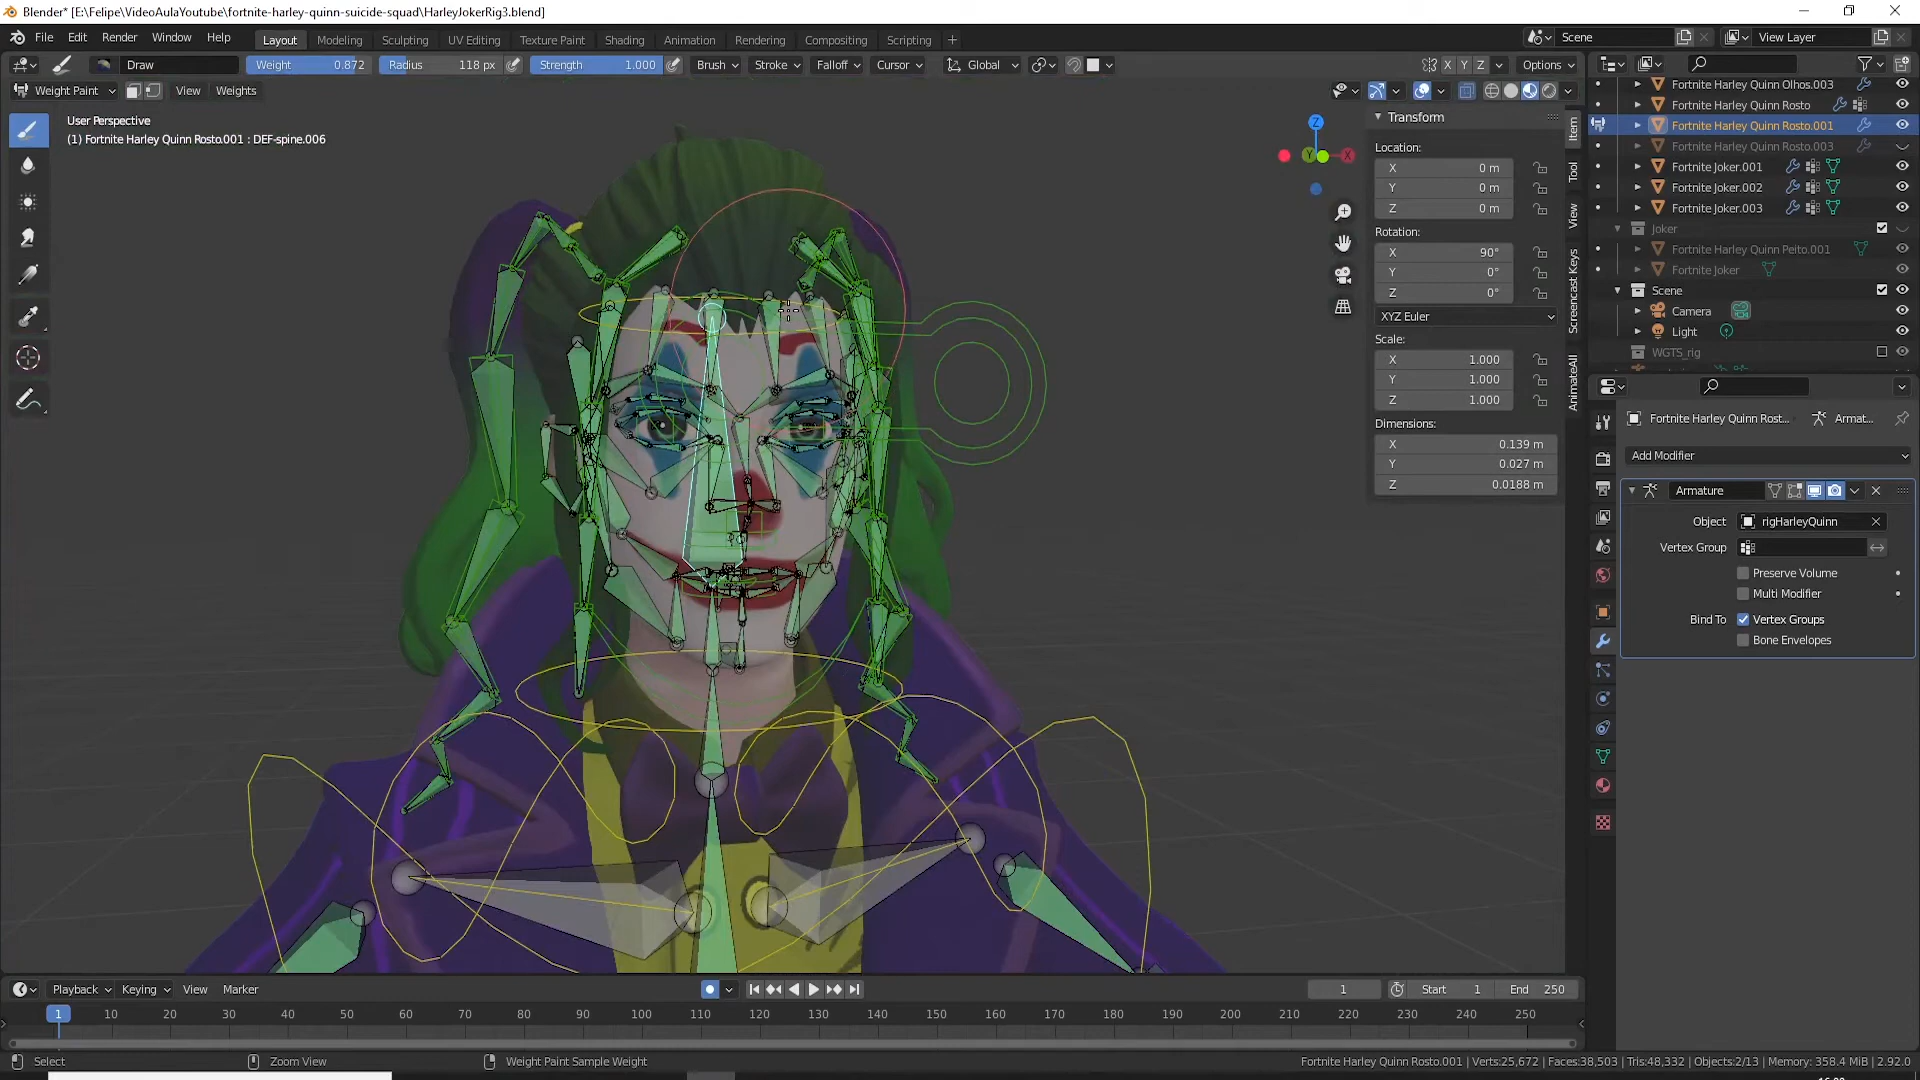 Blender* [E:\Felipe\VideoAulaYoutube\fortnite-harley-quinn-suicide-squad\HarleyJokerRig3.blend]
File Edit Render Window Help Layout Modeling Sculpting UV Editing Texture Paint Shading Animation Rendering Compositing Scripting + Scene View Layer
Draw Weight 0.872 Radius 118 px Strength 1.000 Brush Stroke Falloff Cursor Global X Y Z Options
Weight Paint View Weights
User Perspective
(1) Fortnite Harley Quinn Rosto.001 : DEF-spine.006
Z
Y
X
Transform
Location:
X 0 m
Y 0 m
Z 0 m
Rotation:
X 90°
Y 0°
Z 0°
XYZ Euler
Scale:
X 1.000
Y 1.000
Z 1.000
Dimensions:
X 0.139 m
Y 0.027 m
Z 0.0188 m
Item
Tool
View
Screencast Keys
AnimateAll
Fortnite Harley Quinn Olhos.003
Fortnite Harley Quinn Rosto
Fortnite Harley Quinn Rosto.001
Fortnite Harley Quinn Rosto.003
Fortnite Joker.001
Fortnite Joker.002
Fortnite Joker.003
Joker
Fortnite Harley Quinn Peito.001
Fortnite Joker
Scene
Camera
Light
WGTS_rig
Fortnite Harley Quinn Rost... Armat...
Add Modifier
Armature
Object rigHarleyQuinn
Vertex Group
Preserve Volume
Multi Modifier
Bind To Vertex Groups
Bone Envelopes
Playback Keying View Marker 1 Start 1 End 250
1 10 20 30 40 50 60 70 80 90 100 110 120 130 140 150 160 170 180 190 200 210 220 230 240 250
Select Zoom View Weight Paint Sample Weight Fortnite Harley Quinn Rosto.001 | Verts:25,672 | Faces:38,503 | Tris:48,332 | Objects:2/13 | Memory: 358.4 MiB | 2.92.0